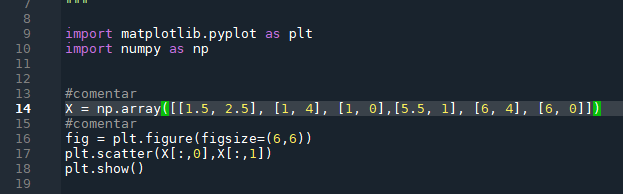 7 """
8
9 import matplotlib.pyplot as plt
10 import numpy as np
11
12
13 #comentar
14 X = np.array([[1.5, 2.5], [1, 4], [1, 0],[5.5, 1], [6, 4], [6, 0]])
15 #comentar
16 fig = plt.figure(figsize=(6,6))
17 plt.scatter(X[:,0],X[:,1])
18 plt.show()
19